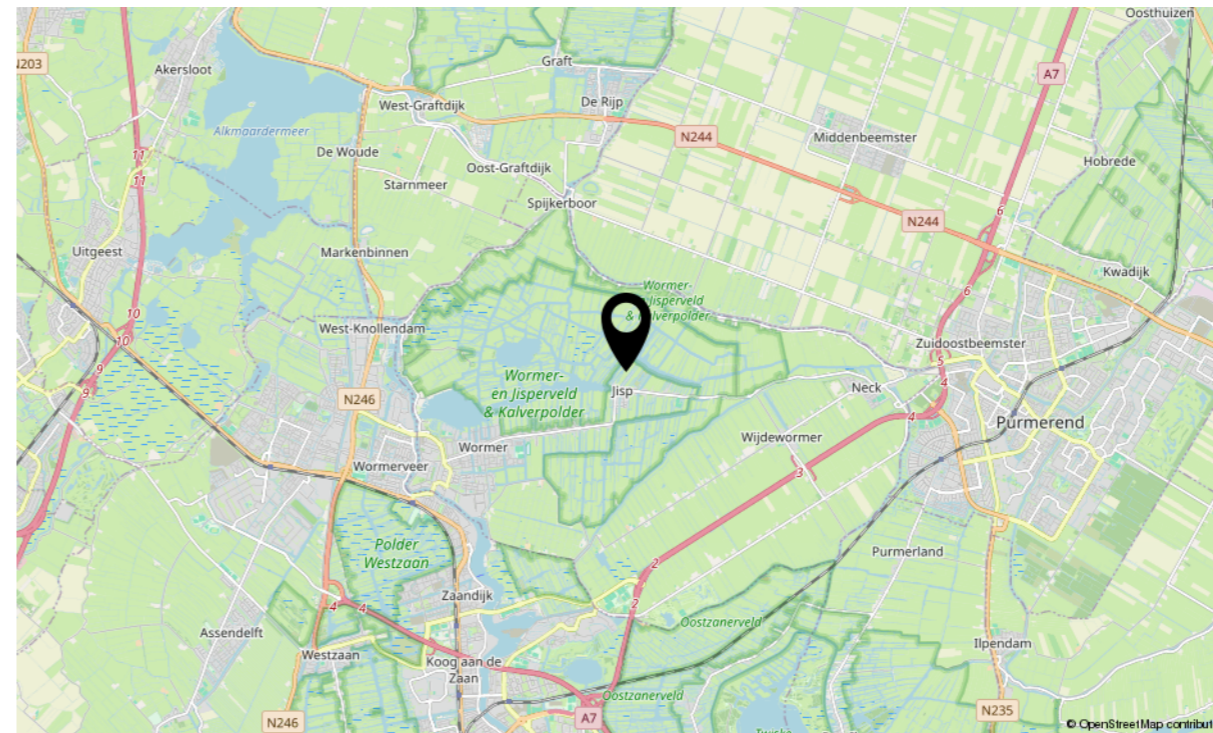 Oosthuizen
N203
Akersloot
Graft
A7
West-Graftdijk
De Rijp
Alkmaardermeer
N244
Middenbeemster
De Woude
11
11
Oost-Graftdijk
Starnmeer
Hobrede
Spijkerboor
N244
6
Uitgeest
Markenbinnen
Kwadijk
Wormer-
en Jisperveld
& Kalverpolder
6
10
10
West-Knollendam
Zuidoostbeemster
5
4
9
9
Wormer-
en Jisperveld
& Kalverpolder
Jisp
Neck
N246
4
Purmerend
Wormer
Wijdewormer
Wormerveer
3
Polder
Westzaan
Purmerland
2
2
4
4
Zaandijk
Oostzanerveld
Assendelft
Westzaan
Ilpendam
Koog aan de
Zaan
Oostzanerveld
N246
A7
N235
© OpenStreetMap contribut